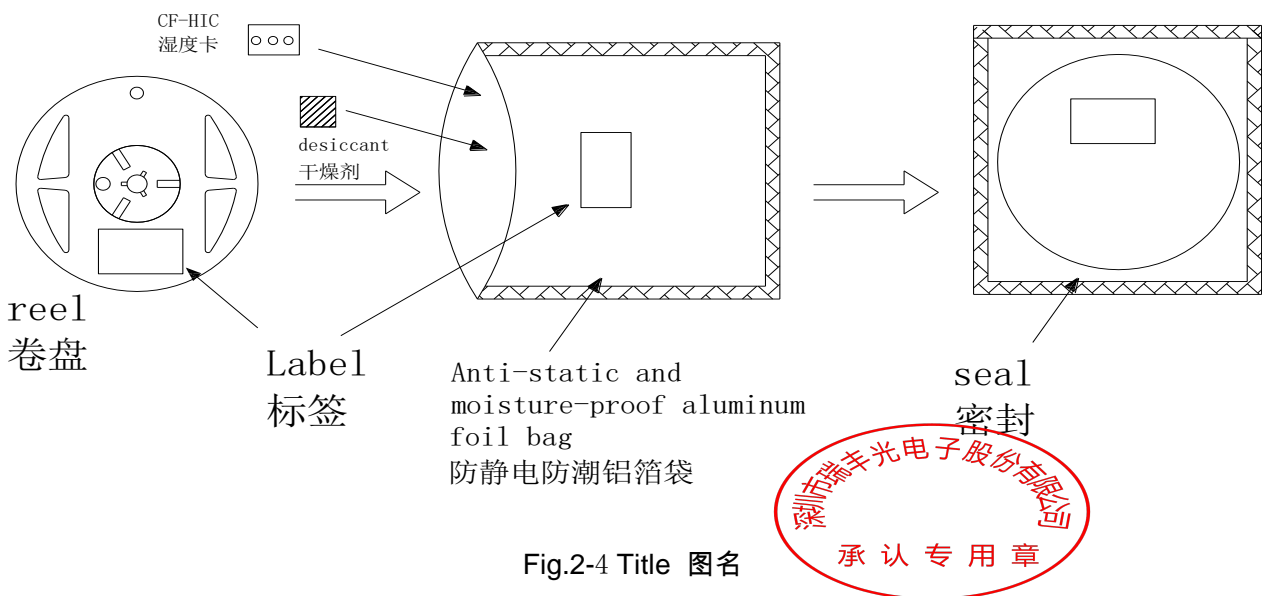 CF-HIC
湿度卡
desiccant
干燥剂
reel
卷盘
Label
标签
Anti-static and
moisture-proof aluminum
foil bag
防静电防潮铝箔袋
seal
密封
深圳市瑞丰光电子股份有限公司
承认专用章
Fig.2-4 Title 图名